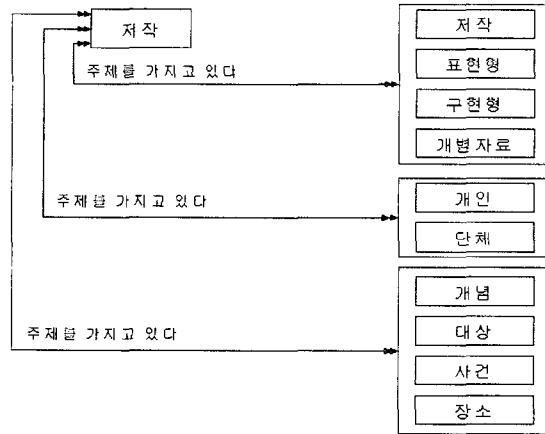 저작
주제를 가지고 있다
저작
표현형
구현형
개별자료
주제를 가지고 있다
개인
단체
주제를 가지고 있다
개념
대상
사건
장소